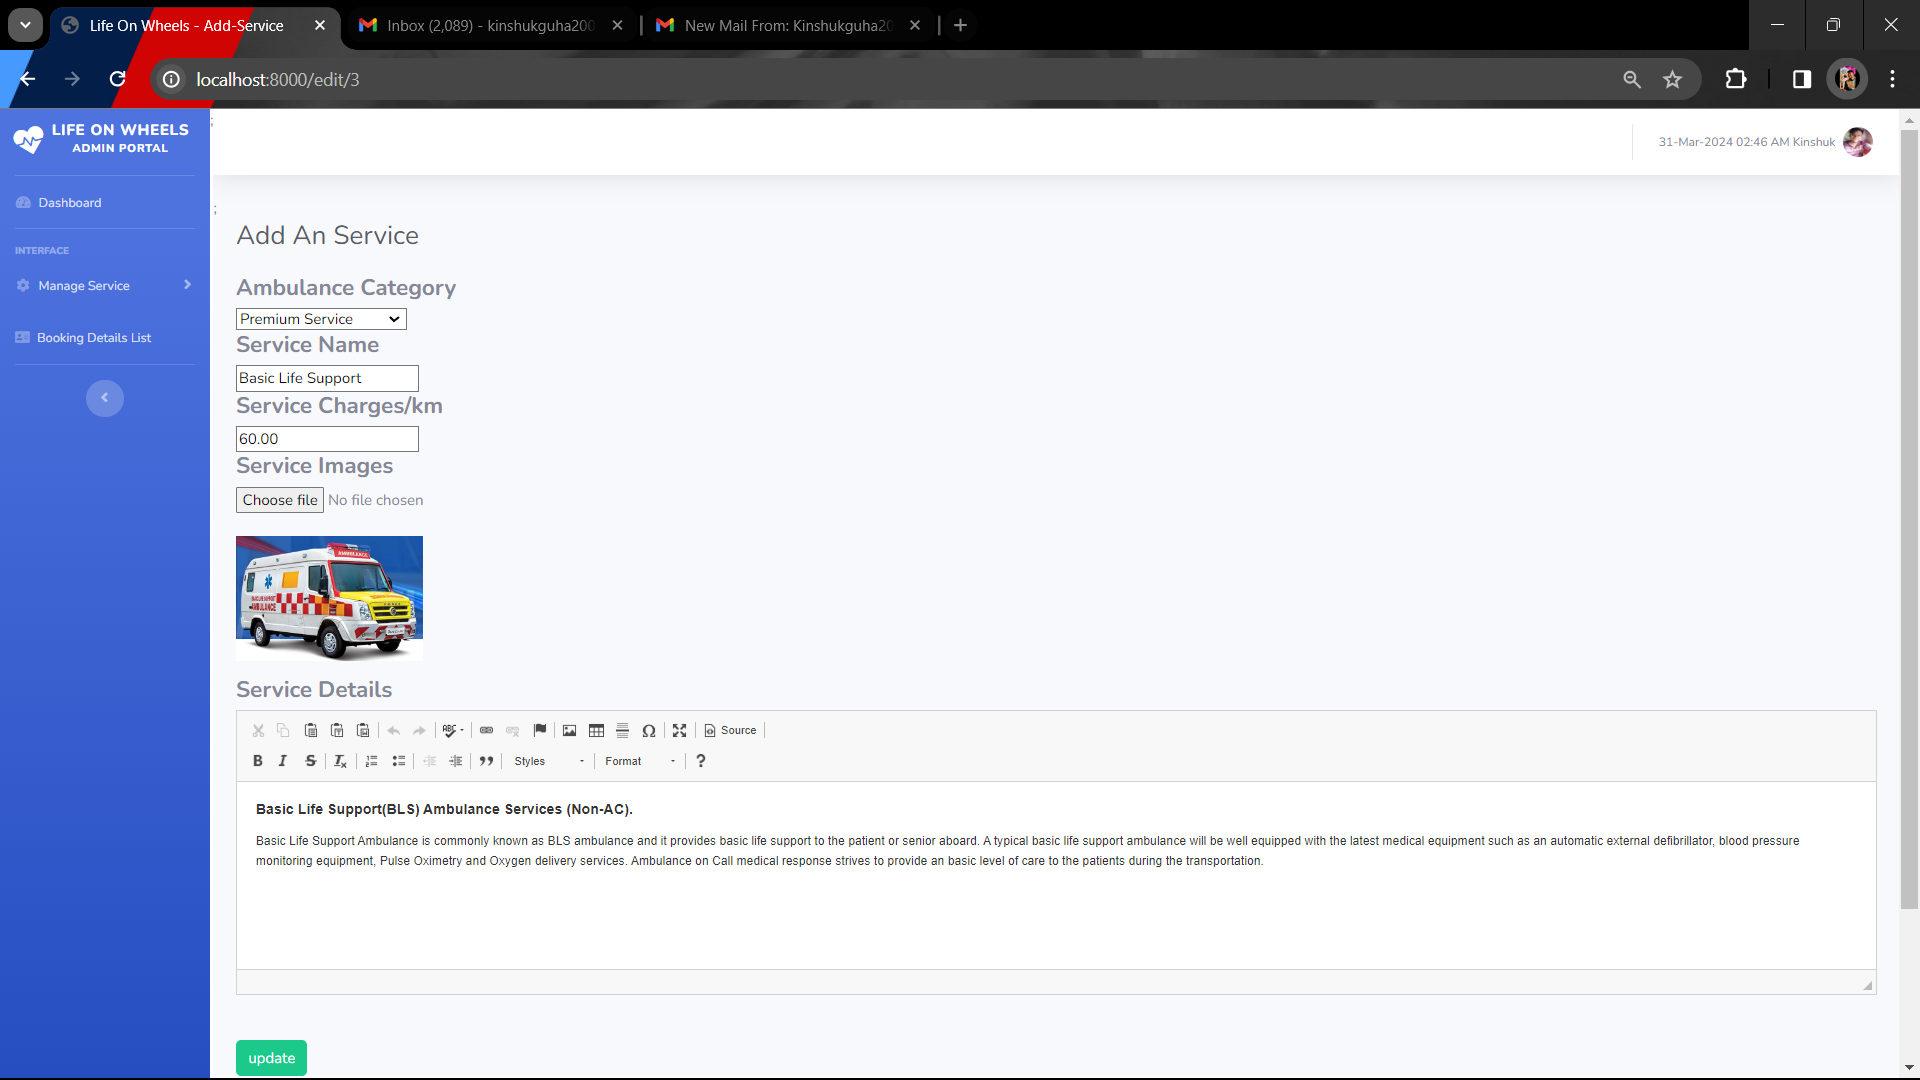 Life On Wheels - Add-Service
Inbox (2,089) - kinshukguha200
New Mail From: Kinshukguha20
localhost:8000/edit/3
LIFE ON WHEELS
ADMIN PORTAL
;
31-Mar-2024 02:46 AM Kinshuk
Dashboard
INTERFACE
Manage Service
Booking Details List
;
Add An Service
Ambulance Category
Premium Service
Service Name
Basic Life Support
Service Charges/km
60.00
Service Images
Choose file No file chosen
AMBULANCE
BASIC LIFE SUPPORT
AMBULANCE
Service Details
Source
Styles
Format
Basic Life Support(BLS) Ambulance Services (Non-AC).
Basic Life Support Ambulance is commonly known as BLS ambulance and it provides basic life support to the patient or senior aboard. A typical basic life support ambulance will be well equipped with the latest medical equipment such as an automatic external defibrillator, blood pressure
monitoring equipment, Pulse Oximetry and Oxygen delivery services. Ambulance on Call medical response strives to provide an basic level of care to the patients during the transportation.
update